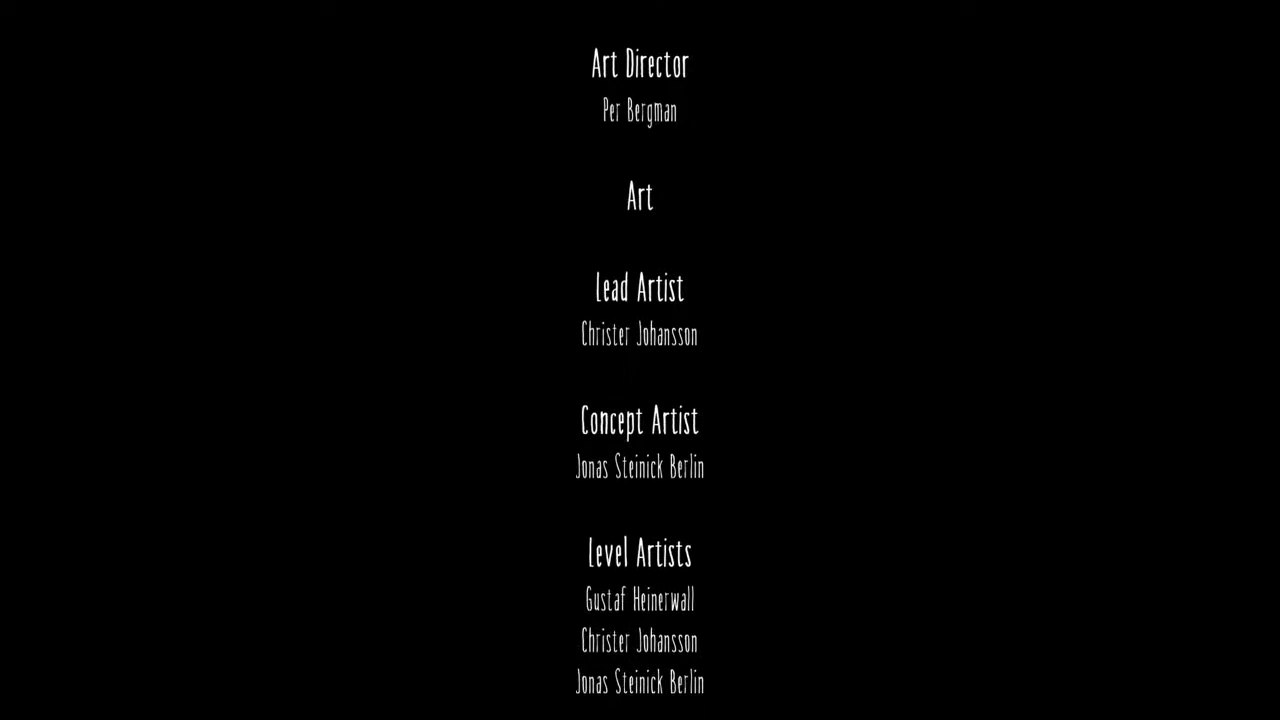 Art Director
Per Bergman
Art
Lead Artist
Christer Johansson
Concept Artist
Jonas Steinick Berlin
Level Artists
Gustaf Heinerwall
Christer Johansson
Jonas Steinick Berlin